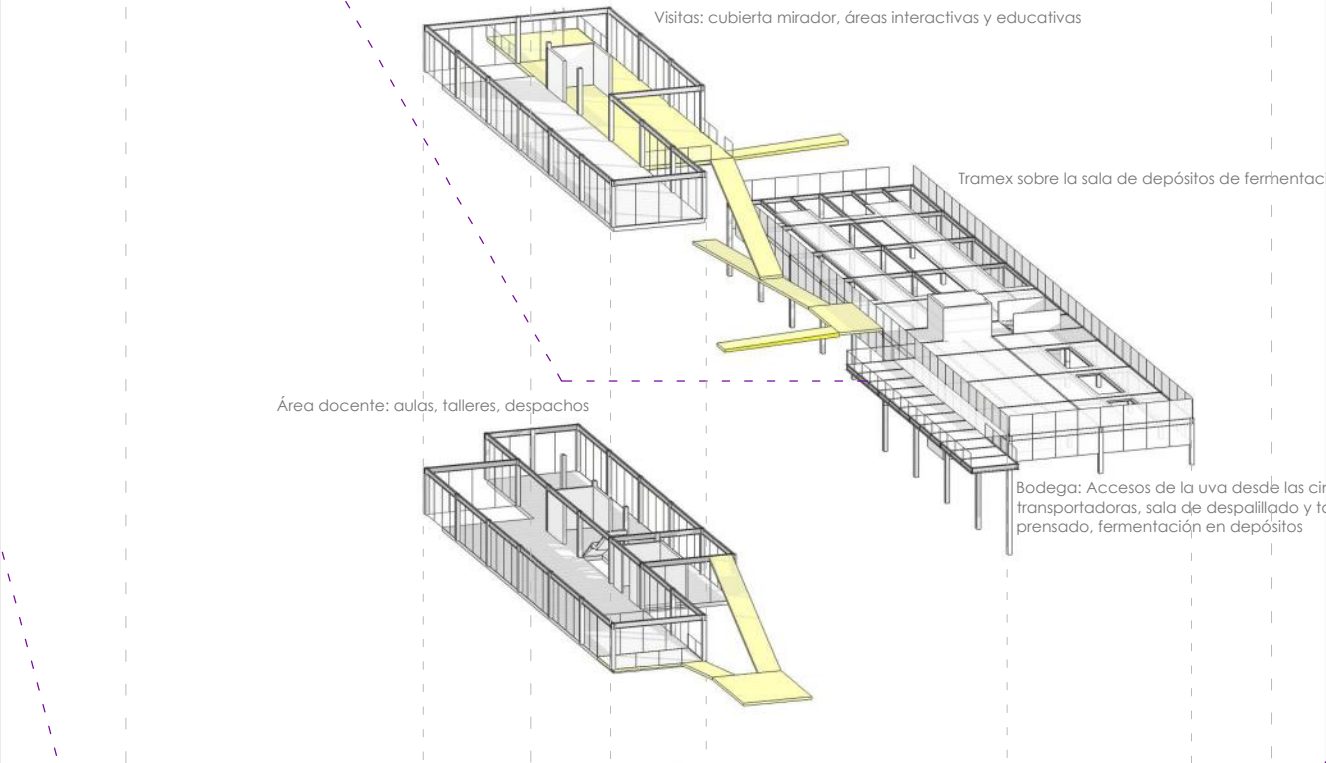 Visitas: cubierta mirador, áreas interactivas y educativas
Tramex sobre la sala de depósitos de
Área docente: aulas, talleres, despachos
Bodega: Accesos de la uva desde las
transportadoras, sala de despalillado y
prensado, fermentación en depósitos